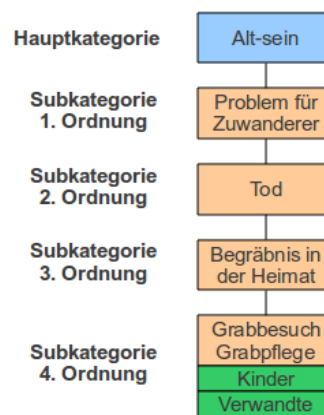 Hauptkategorie
Alt-sein
Subkategorie
1. Ordnung
Problem für
Zuwanderer
Subkategorie
2. Ordnung
Tod
Subkategorie
3. Ordnung
Begräbnis in
der Heimat
Subkategorie
4. Ordnung
Grabbesuch
Grabpflege
Kinder
Verwandte